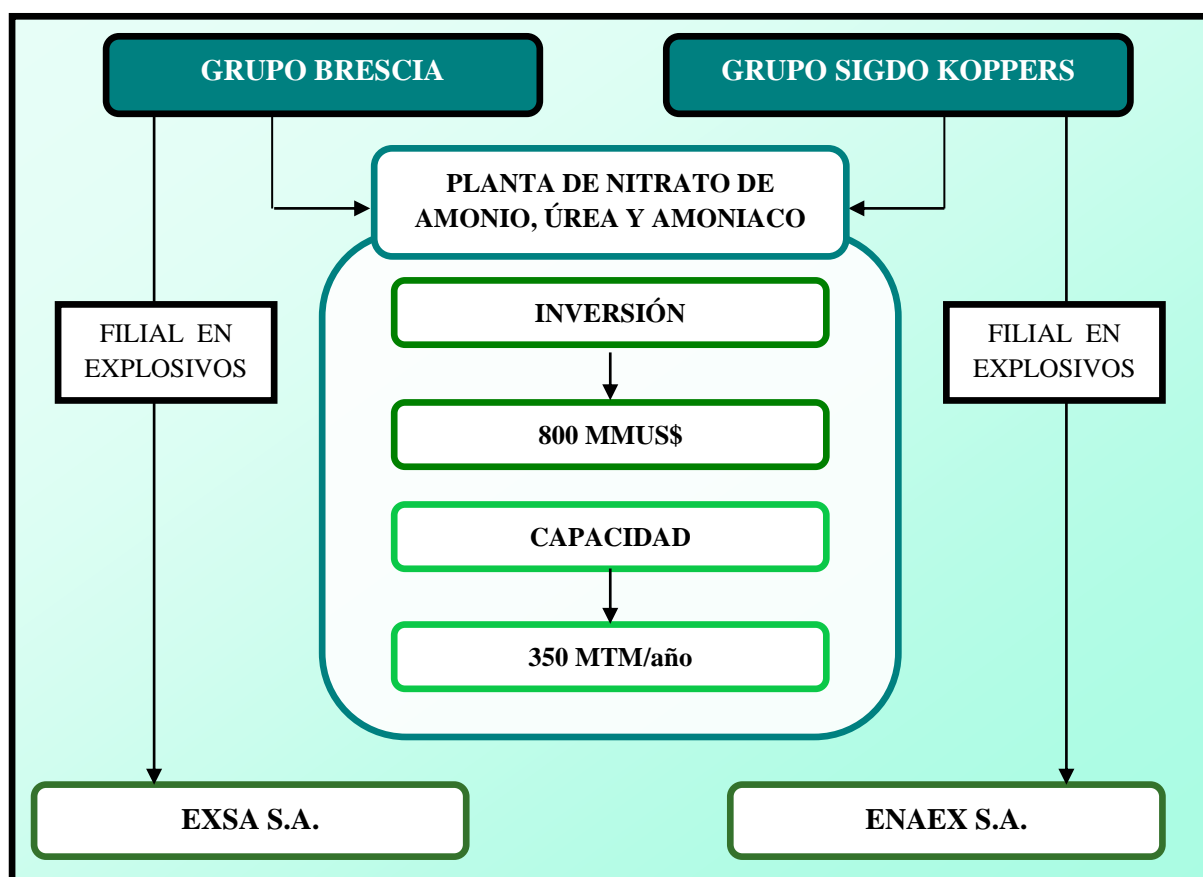 GRUPO BRESCIA
GRUPO SIGDO KOPPERS
PLANTA DE NITRATO DE
AMONIO, ÚREA Y AMONIACO
INVERSIÓN
FILIAL EN
EXPLOSIVOS
FILIAL EN
EXPLOSIVOS
800 MMUS$
CAPACIDAD
350 MTM/año
EXSA S.A.
ENAEX S.A.